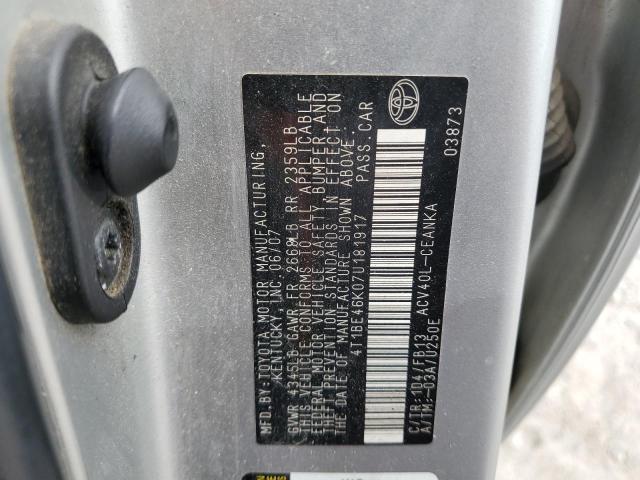 MFD.BY: TOYOTA MOTOR MANUFACTURING,
KENTUCKY, INC. 06/07
GVWR 4345LB GAWR FR 2668LB RR 2359LB
THIS VEHICLE CONFORMS TO ALL APPLICABLE
FEDERAL MOTOR VEHICLE SAFETY, BUMPER, AND
THEFT PREVENTION STANDARDS IN EFFECT ON
THE DATE OF MANUFACTURE SHOWN ABOVE.
4T1BE46K07U181917 PASS.CAR
C/TR: 1D4/FB13 ACV40L-CEANKA
A/TM: -03A/U250E 03873